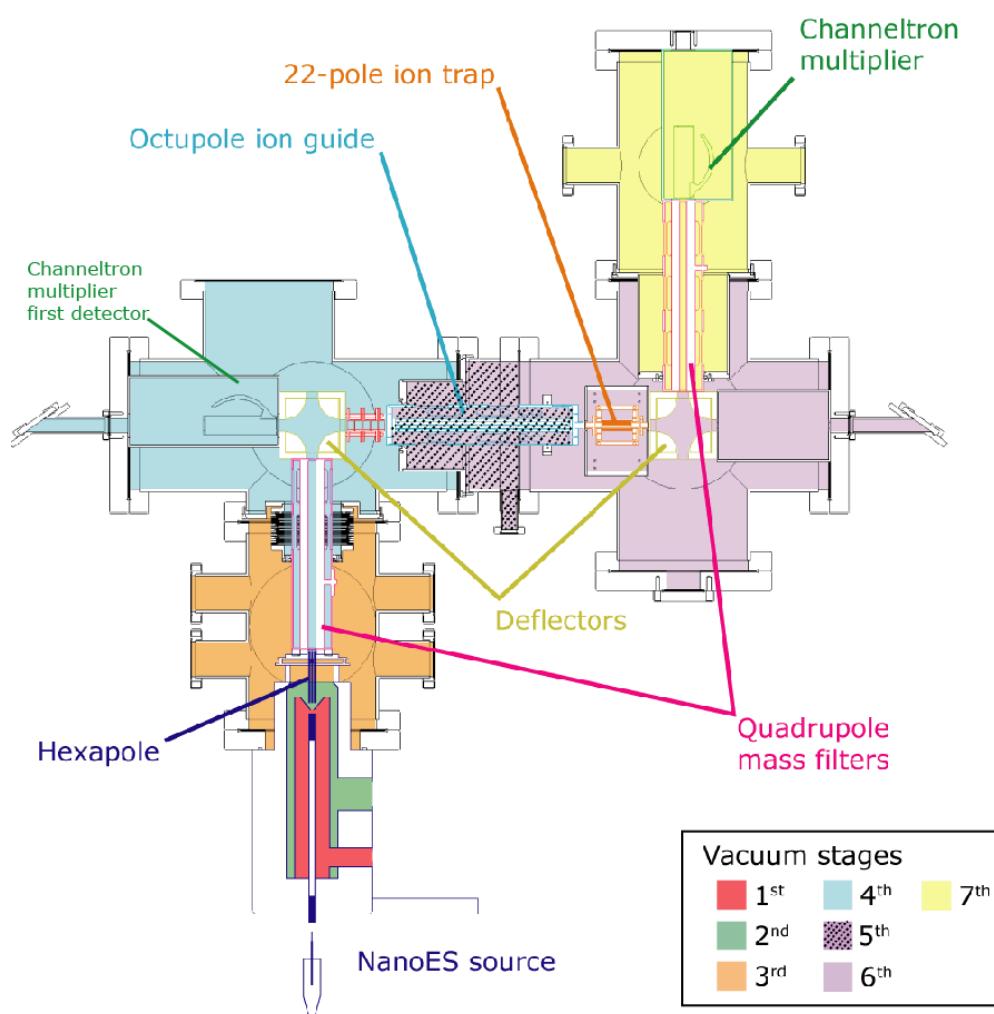 Channeltron
multiplier
22-pole ion trap
Octupole ion guide
Channeltron
multiplier
first detector
Deflectors
Hexapole
Quadrupole
mass filters
NanoES source
Vacuum stages
1st 4th 7th
2nd 5th
3rd 6th